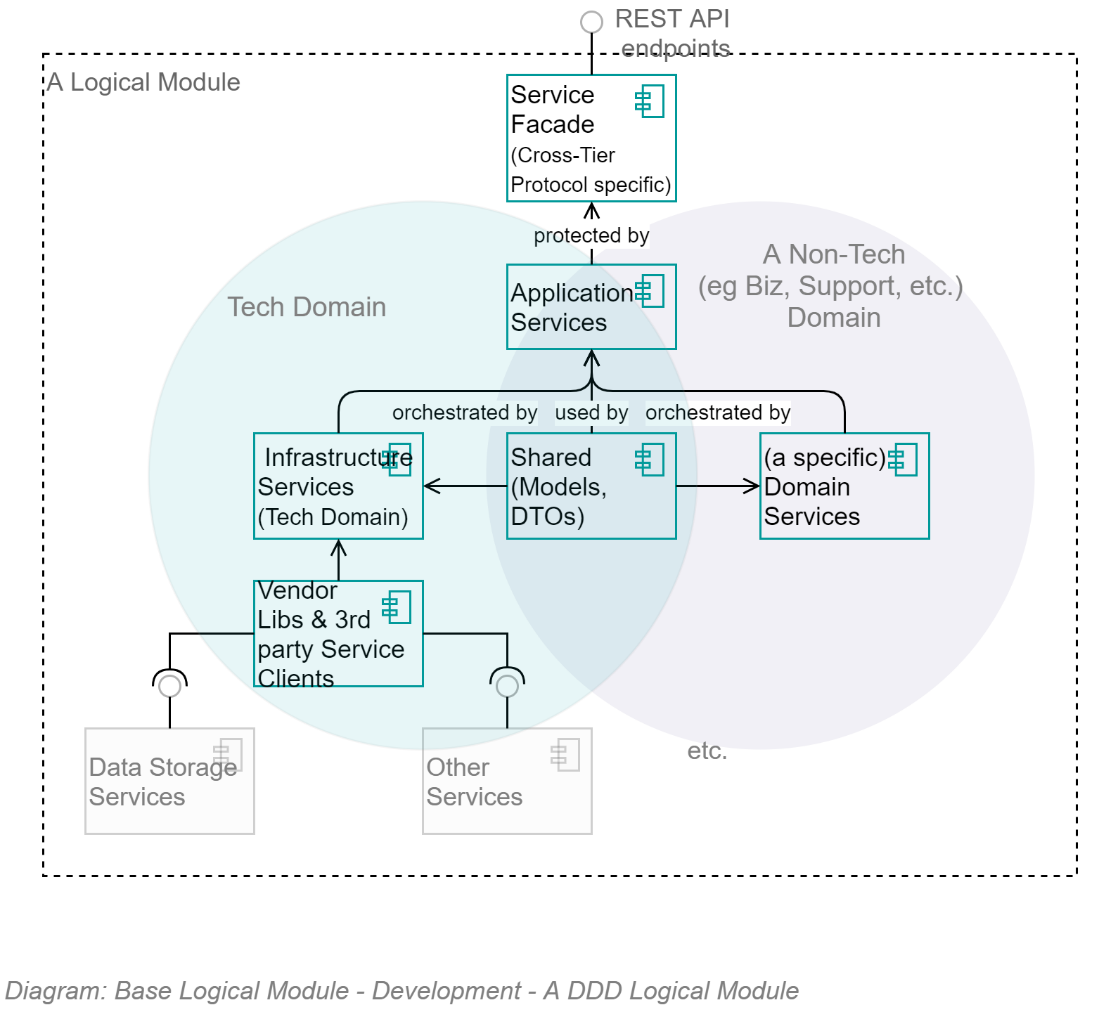 REST API
endpoints
A Logical Module
Service
Facade
(Cross-Tier
Protocol specific)
protected by
A Non-Tech
(eg Biz, Support, etc.)
Domain
Tech Domain
Application
Services
orchestrated by
used by
orchestrated by
Infrastructure
Services
(Tech Domain)
Shared
(Models,
DTOs)
(a specific)
Domain
Services
Vendor
Libs & 3rd
party Service
Clients
etc.
Data Storage
Services
Other
Services
Diagram: Base Logical Module - Development - A DDD Logical Module